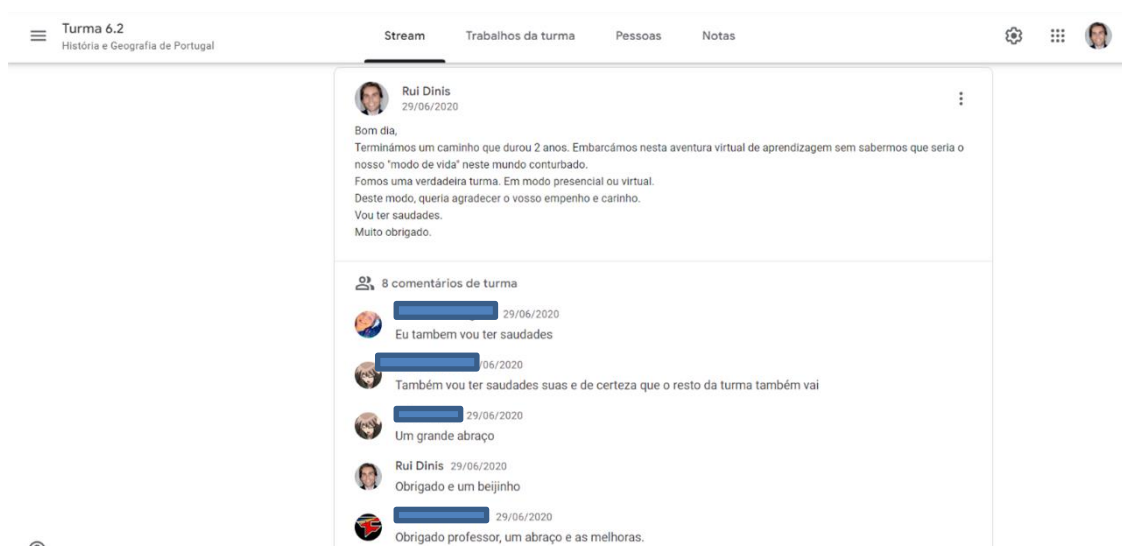 Turma 6.2
História e Geografia de Portugal
Stream
Trabalhos da turma
Pessoas
Notas
Rui Dinis
29/06/2020
Bom dia,
Terminámos um caminho que durou 2 anos. Embarcámos nesta aventura virtual de aprendizagem sem sabermos que seria o
nosso "modo de vida" neste mundo conturbado.
Fomos uma verdadeira turma. Em modo presencial ou virtual.
Deste modo, queria agradecer o vosso empenho e carinho.
Vou ter saudades.
Muito obrigado.
8 comentários de turma
29/06/2020
Eu tambem vou ter saudades
/06/2020
Também vou ter saudades suas e de certeza que o resto da turma também vai
29/06/2020
Um grande abraço
Rui Dinis 29/06/2020
Obrigado e um beijinho
29/06/2020
Obrigado professor, um abraço e as melhoras.